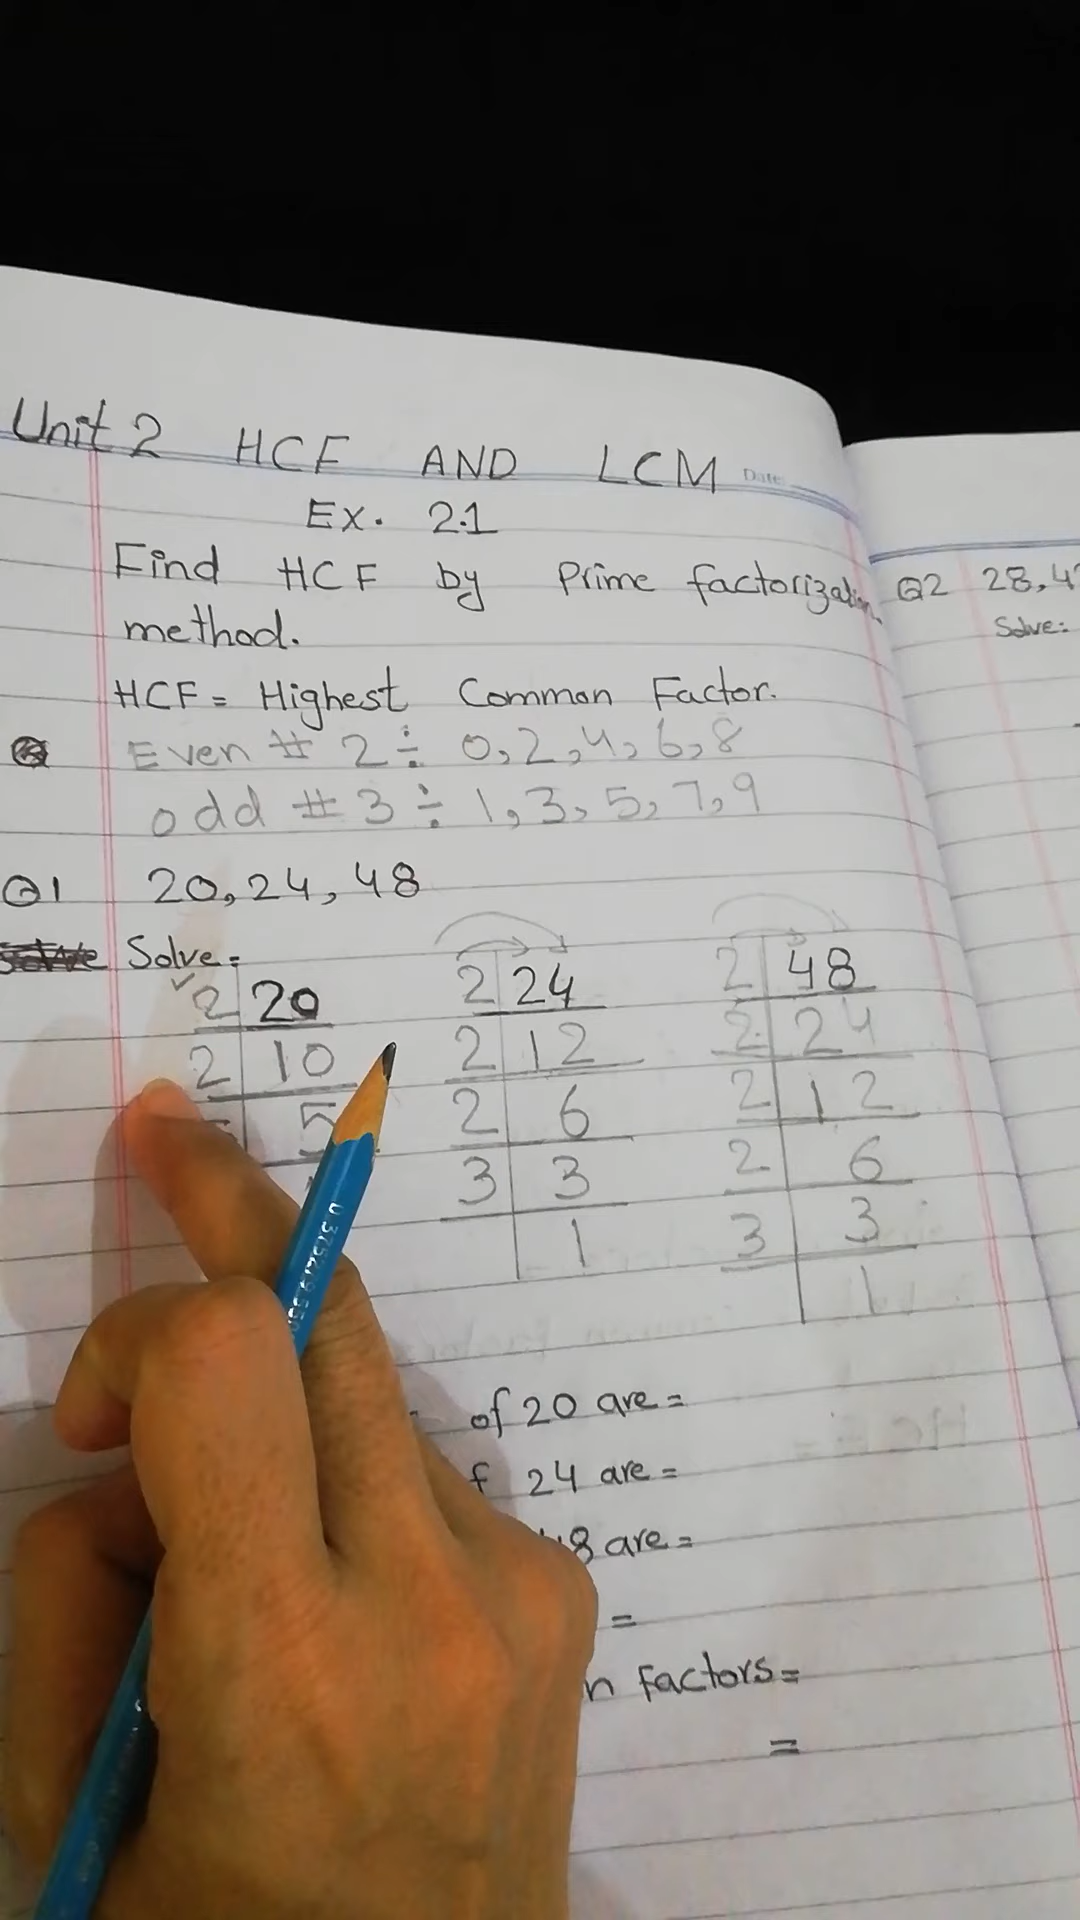 Unit 2 HCF AND LCM
Date:
Ex. 2.1
Find HCF by Prime factorization
method.
HCF = Highest Common Factor.
Even # 2 ÷ 0, 2, 4, 6, 8
odd # 3 ÷ 1, 3, 5, 7, 9
Q1 20, 24, 48
Solve =
2 20
2 10
5
2 24
2 12
2 6
3 3
1
2 48
2 24
2 12
2 6
3 3
1
of 20 are =
24 are =
48 are =
=
n factors =
=
Q2 28, 4
Solve: